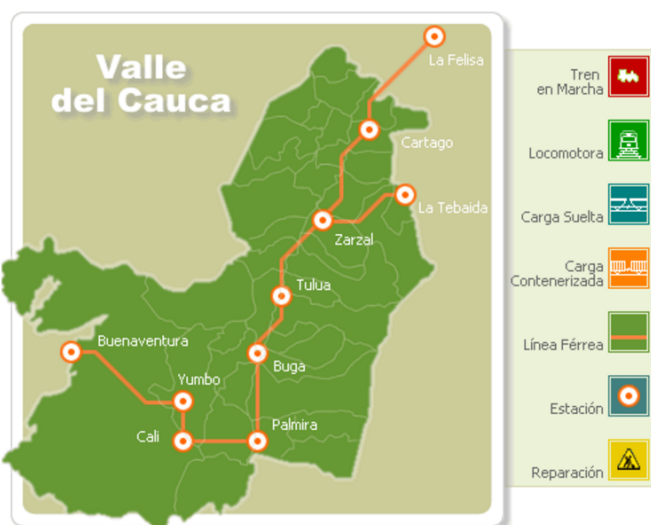 Valle
del Cauca
La Felisa
Cartago
La Tebaida
Zarzal
Tulua
Buenaventura
Buga
Yumbo
Cali
Palmira
Tren
en Marcha
Locomotora
Carga Suelta
Carga
Contenerizada
Línea Férrea
Estación
Reparación